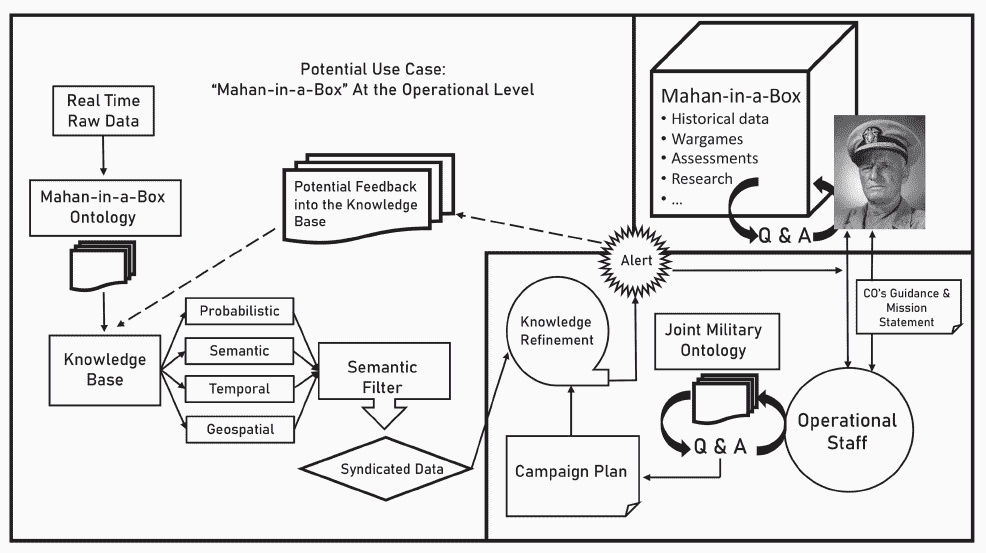 Potential Use Case:
“Mahan-in-a-Box” At the Operational Level
Real Time
Raw Data
Mahan-in-a-Box
Ontology
Potential Feedback
into the Knowledge
Base
Knowledge
Base
Probabilistic
Semantic
Temporal
Geospatial
Semantic
Filter
Syndicated Data
Mahan-in-a-Box
• Historical data
• Wargames
• Assessments
• Research
• ...
Q & A
Alert
CO's Guidance &
Mission
Statement
Knowledge
Refinement
Joint Military
Ontology
Q & A
Operational
Staff
Campaign Plan